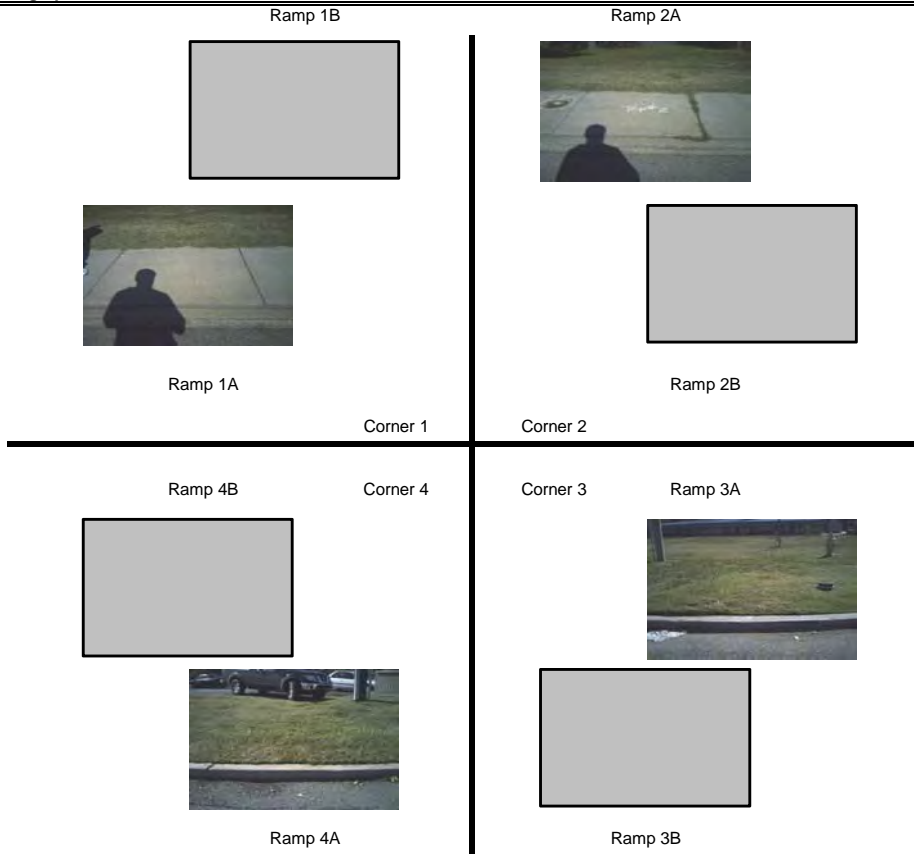 Ramp 1B Ramp 2A
Ramp 1A Ramp 2B
Corner 1 Corner 2
Ramp 4B Corner 4 Corner 3 Ramp 3A
Ramp 4A Ramp 3B